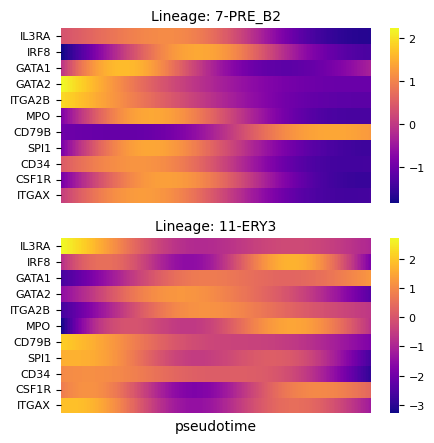 Lineage: 7-PRE_B2
IL3RA
IRF8
GATA1
GATA2
ITGA2B
MPO
CD79B
SPI1
CD34
CSF1R
ITGAX
2
1
0
−1
Lineage: 11-ERY3
IL3RA
IRF8
GATA1
GATA2
ITGA2B
MPO
CD79B
SPI1
CD34
CSF1R
ITGAX
2
1
0
−1
−2
−3
pseudotime